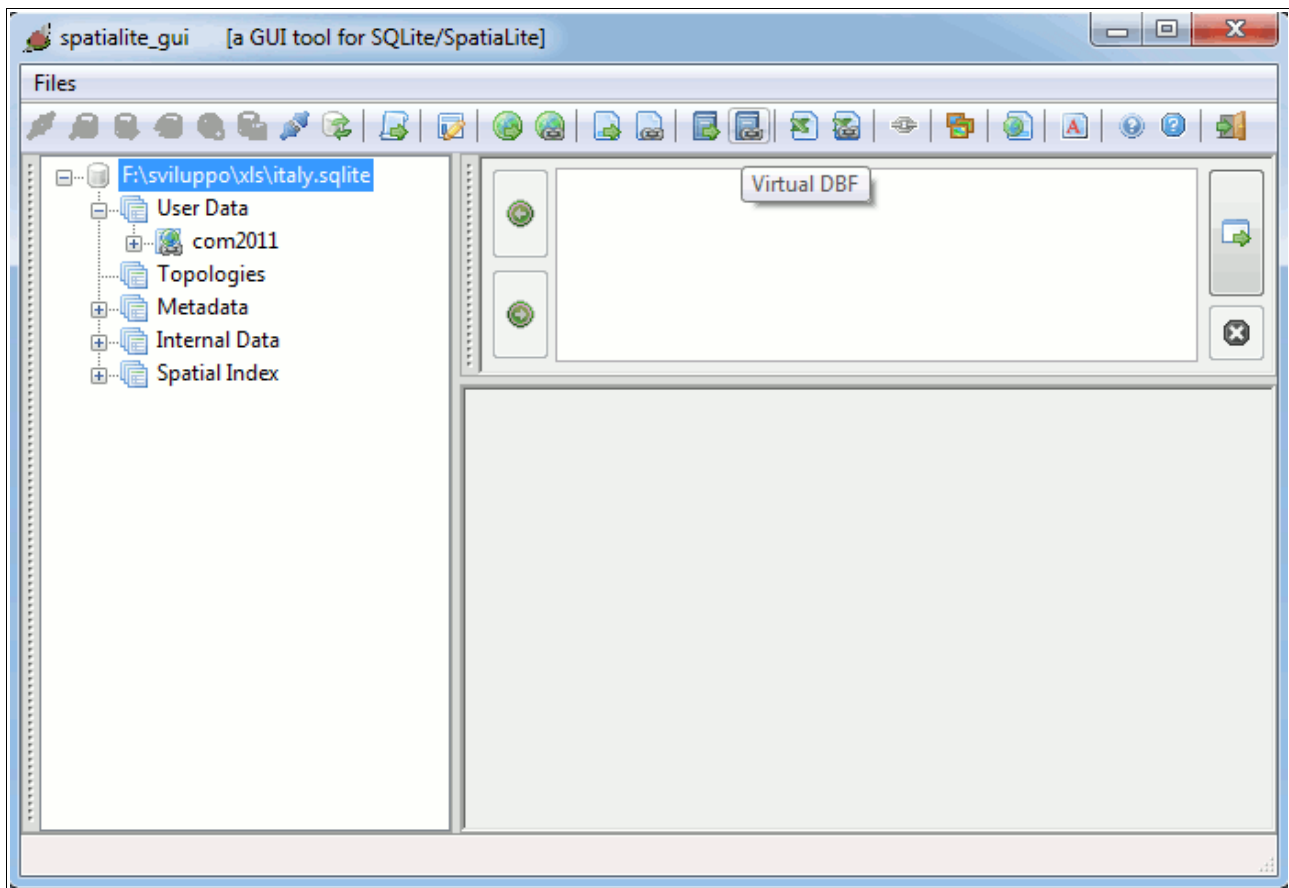 spatialite_gui [a GUI tool for SQLite/SpatiaLite]
Files
F:\sviluppo\xls\italy.sqlite
User Data
com2011
Topologies
Metadata
Internal Data
Spatial Index
Virtual DBF